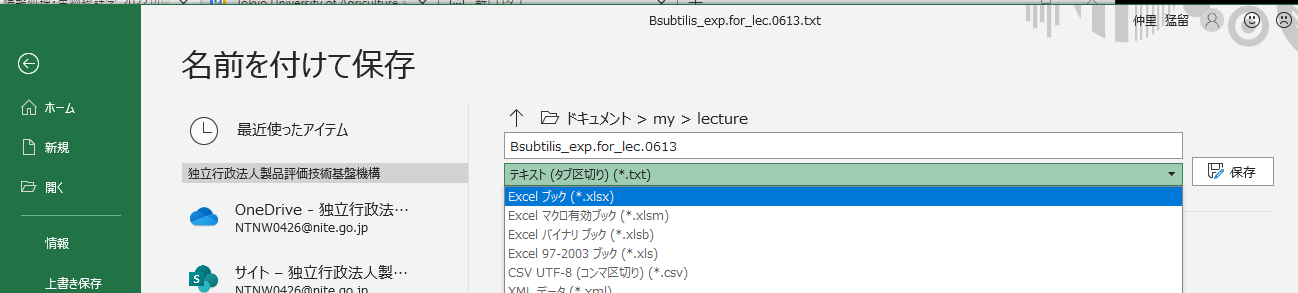 Tokyo University of Agriculture
Bsubtilis_exp.for_lec.0613.txt
仲里 猛留
名前を付けて保存
ホーム
新規
開く
情報
上書き保存
最近使ったアイテム
独立行政法人製品評価技術基盤機構
OneDrive - 独立行政法…
NTNW0426@nite.go.jp
サイト – 独立行政法人製…
NTNW0426@nite.go.jp
ドキュメント > my > lecture
Bsubtilis_exp.for_lec.0613
テキスト (タブ区切り) (*.txt)
保存
Excel ブック (*.xlsx)
Excel マクロ有効ブック (*.xlsm)
Excel バイナリ ブック (*.xlsb)
Excel 97-2003 ブック (*.xls)
CSV UTF-8 (コンマ区切り) (*.csv)
XML データ (*.xml)